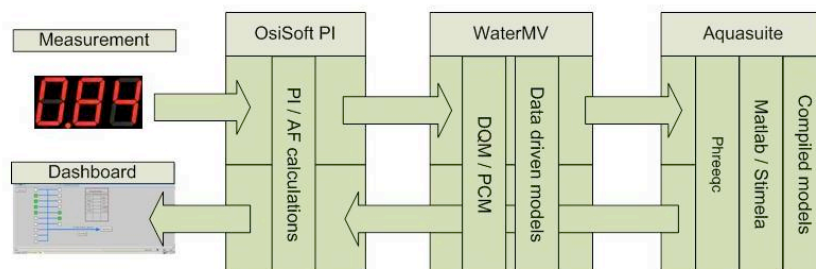 Measurement
OsiSoft PI
WaterMV
Aquasuite
0.84
PI / AF calculations
DQM / PCM
Data driven models
Phreeqc
Matlab / Stimela
Compiled models
Dashboard